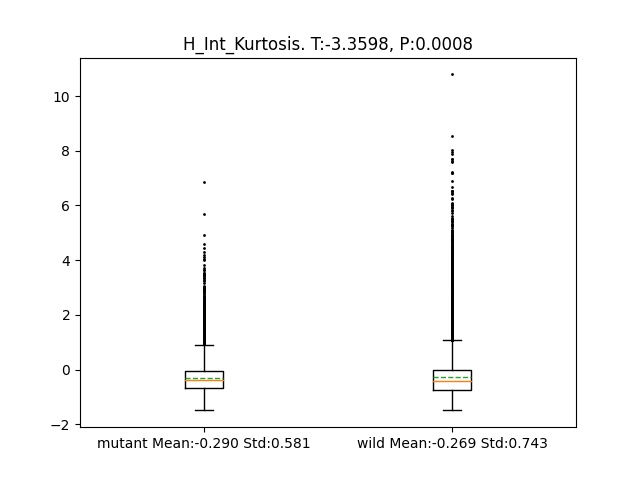 H_Int_Kurtosis. T:-3.3598, P:0.0008
10
8
6
4
2
0
−2
mutant Mean:-0.290 Std:0.581
wild Mean:-0.269 Std:0.743